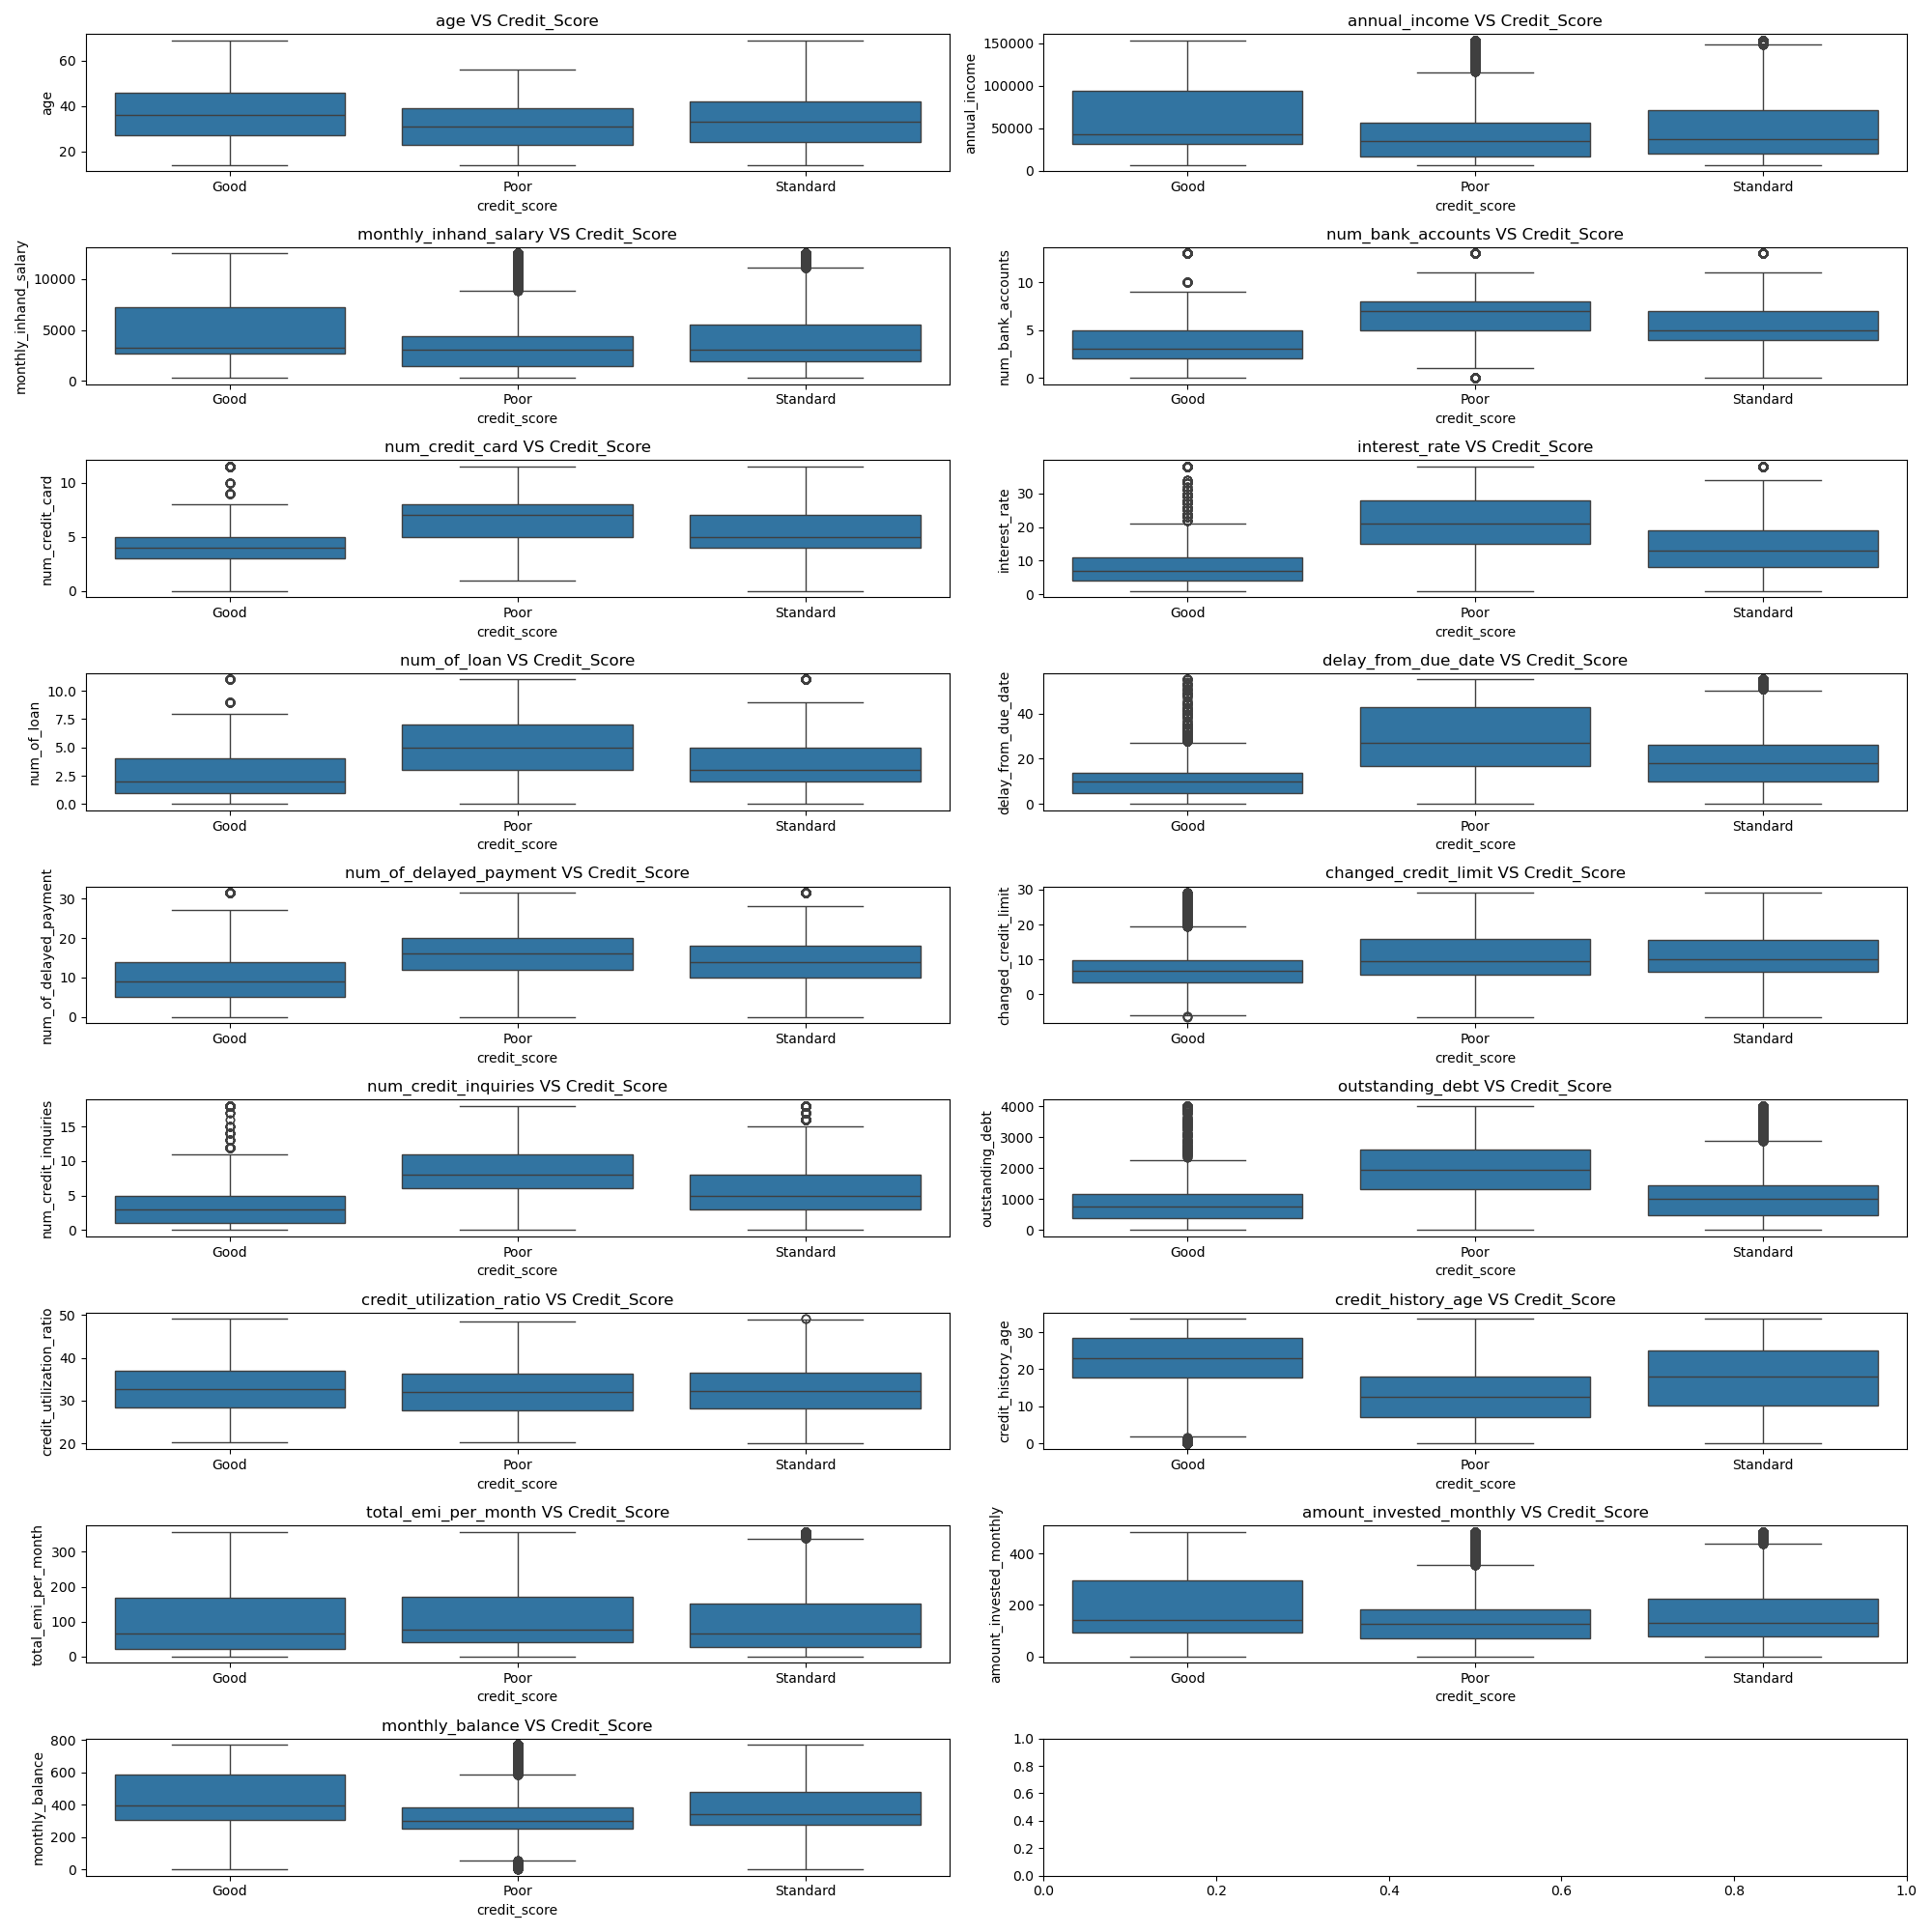 age VS Credit_Score
age
60
40
20
Good Poor Standard
credit_score
annual_income VS Credit_Score
annual_income
150000
100000
50000
0
Good Poor Standard
credit_score
monthly_inhand_salary VS Credit_Score
monthly_inhand_salary
10000
5000
0
Good Poor Standard
credit_score
num_bank_accounts VS Credit_Score
num_bank_accounts
10
5
0
Good Poor Standard
credit_score
num_credit_card VS Credit_Score
num_credit_card
10
5
0
Good Poor Standard
credit_score
interest_rate VS Credit_Score
interest_rate
30
20
10
0
Good Poor Standard
credit_score
num_of_loan VS Credit_Score
num_of_loan
10.0
7.5
5.0
2.5
0.0
Good Poor Standard
credit_score
delay_from_due_date VS Credit_Score
delay_from_due_date
40
20
0
Good Poor Standard
credit_score
num_of_delayed_payment VS Credit_Score
num_of_delayed_payment
30
20
10
0
Good Poor Standard
credit_score
changed_credit_limit VS Credit_Score
changed_credit_limit
30
20
10
0
Good Poor Standard
credit_score
num_credit_inquiries VS Credit_Score
num_credit_inquiries
15
10
5
0
Good Poor Standard
credit_score
outstanding_debt VS Credit_Score
outstanding_debt
4000
3000
2000
1000
0
Good Poor Standard
credit_score
credit_utilization_ratio VS Credit_Score
credit_utilization_ratio
50
40
30
20
Good Poor Standard
credit_score
credit_history_age VS Credit_Score
credit_history_age
30
20
10
0
Good Poor Standard
credit_score
total_emi_per_month VS Credit_Score
total_emi_per_month
300
200
100
0
Good Poor Standard
credit_score
amount_invested_monthly VS Credit_Score
amount_invested_monthly
400
200
0
Good Poor Standard
credit_score
monthly_balance VS Credit_Score
monthly_balance
800
600
400
200
0
Good Poor Standard
credit_score
1.0
0.8
0.6
0.4
0.2
0.0
0.0 0.2 0.4 0.6 0.8 1.0